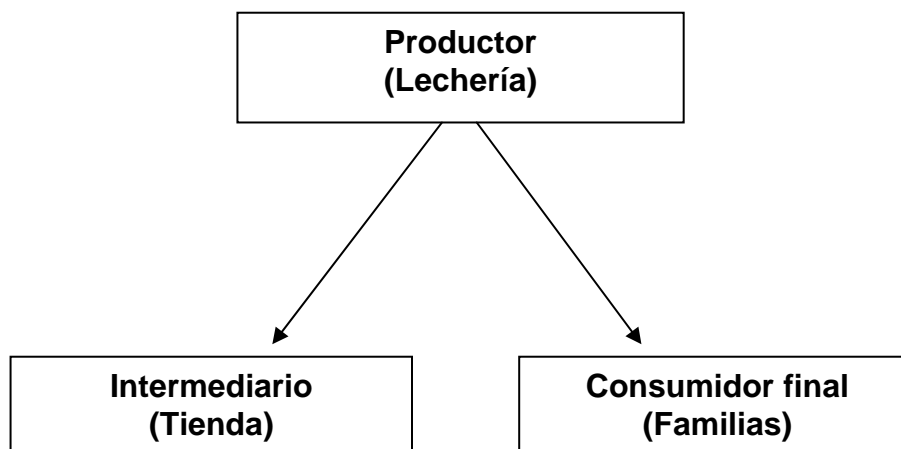 Productor
(Lechería)
Intermediario
(Tienda)
Consumidor final
(Familias)